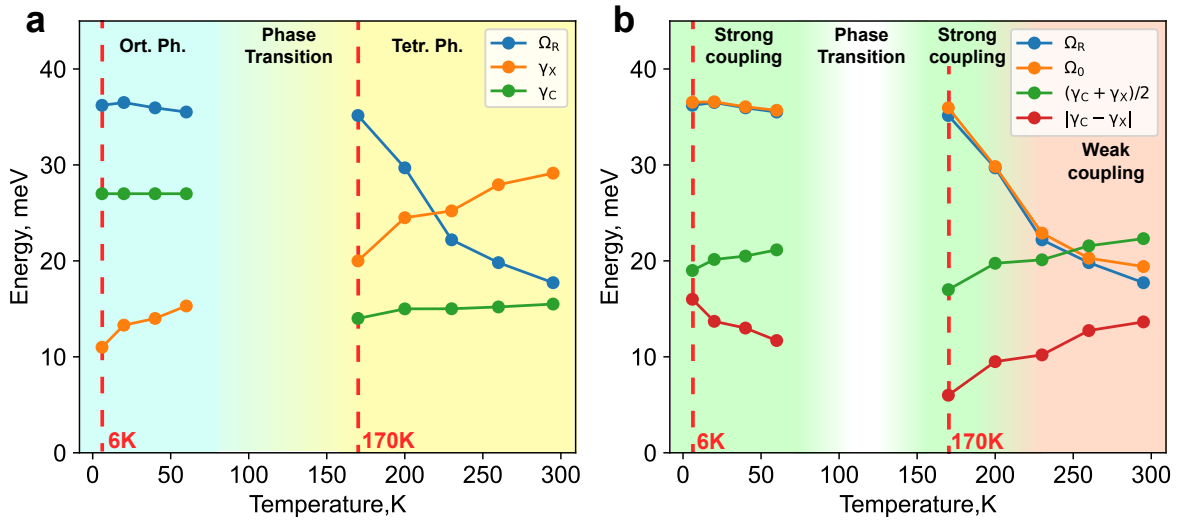 a
Ort. Ph.
Phase
Transition
Tetr. Ph.
Ω_R
γ_X
γ_C
Energy, meV
0
10
20
30
40
6K
170K
0
50
100
150
200
250
300
Temperature,K
b
Strong
coupling
Phase
Transition
Strong
coupling
Ω_R
Ω_0
(γ_C + γ_X)/2
|γ_C − γ_X|
Weak
coupling
Energy, meV
0
10
20
30
40
6K
170K
0
50
100
150
200
250
300
Temperature,K